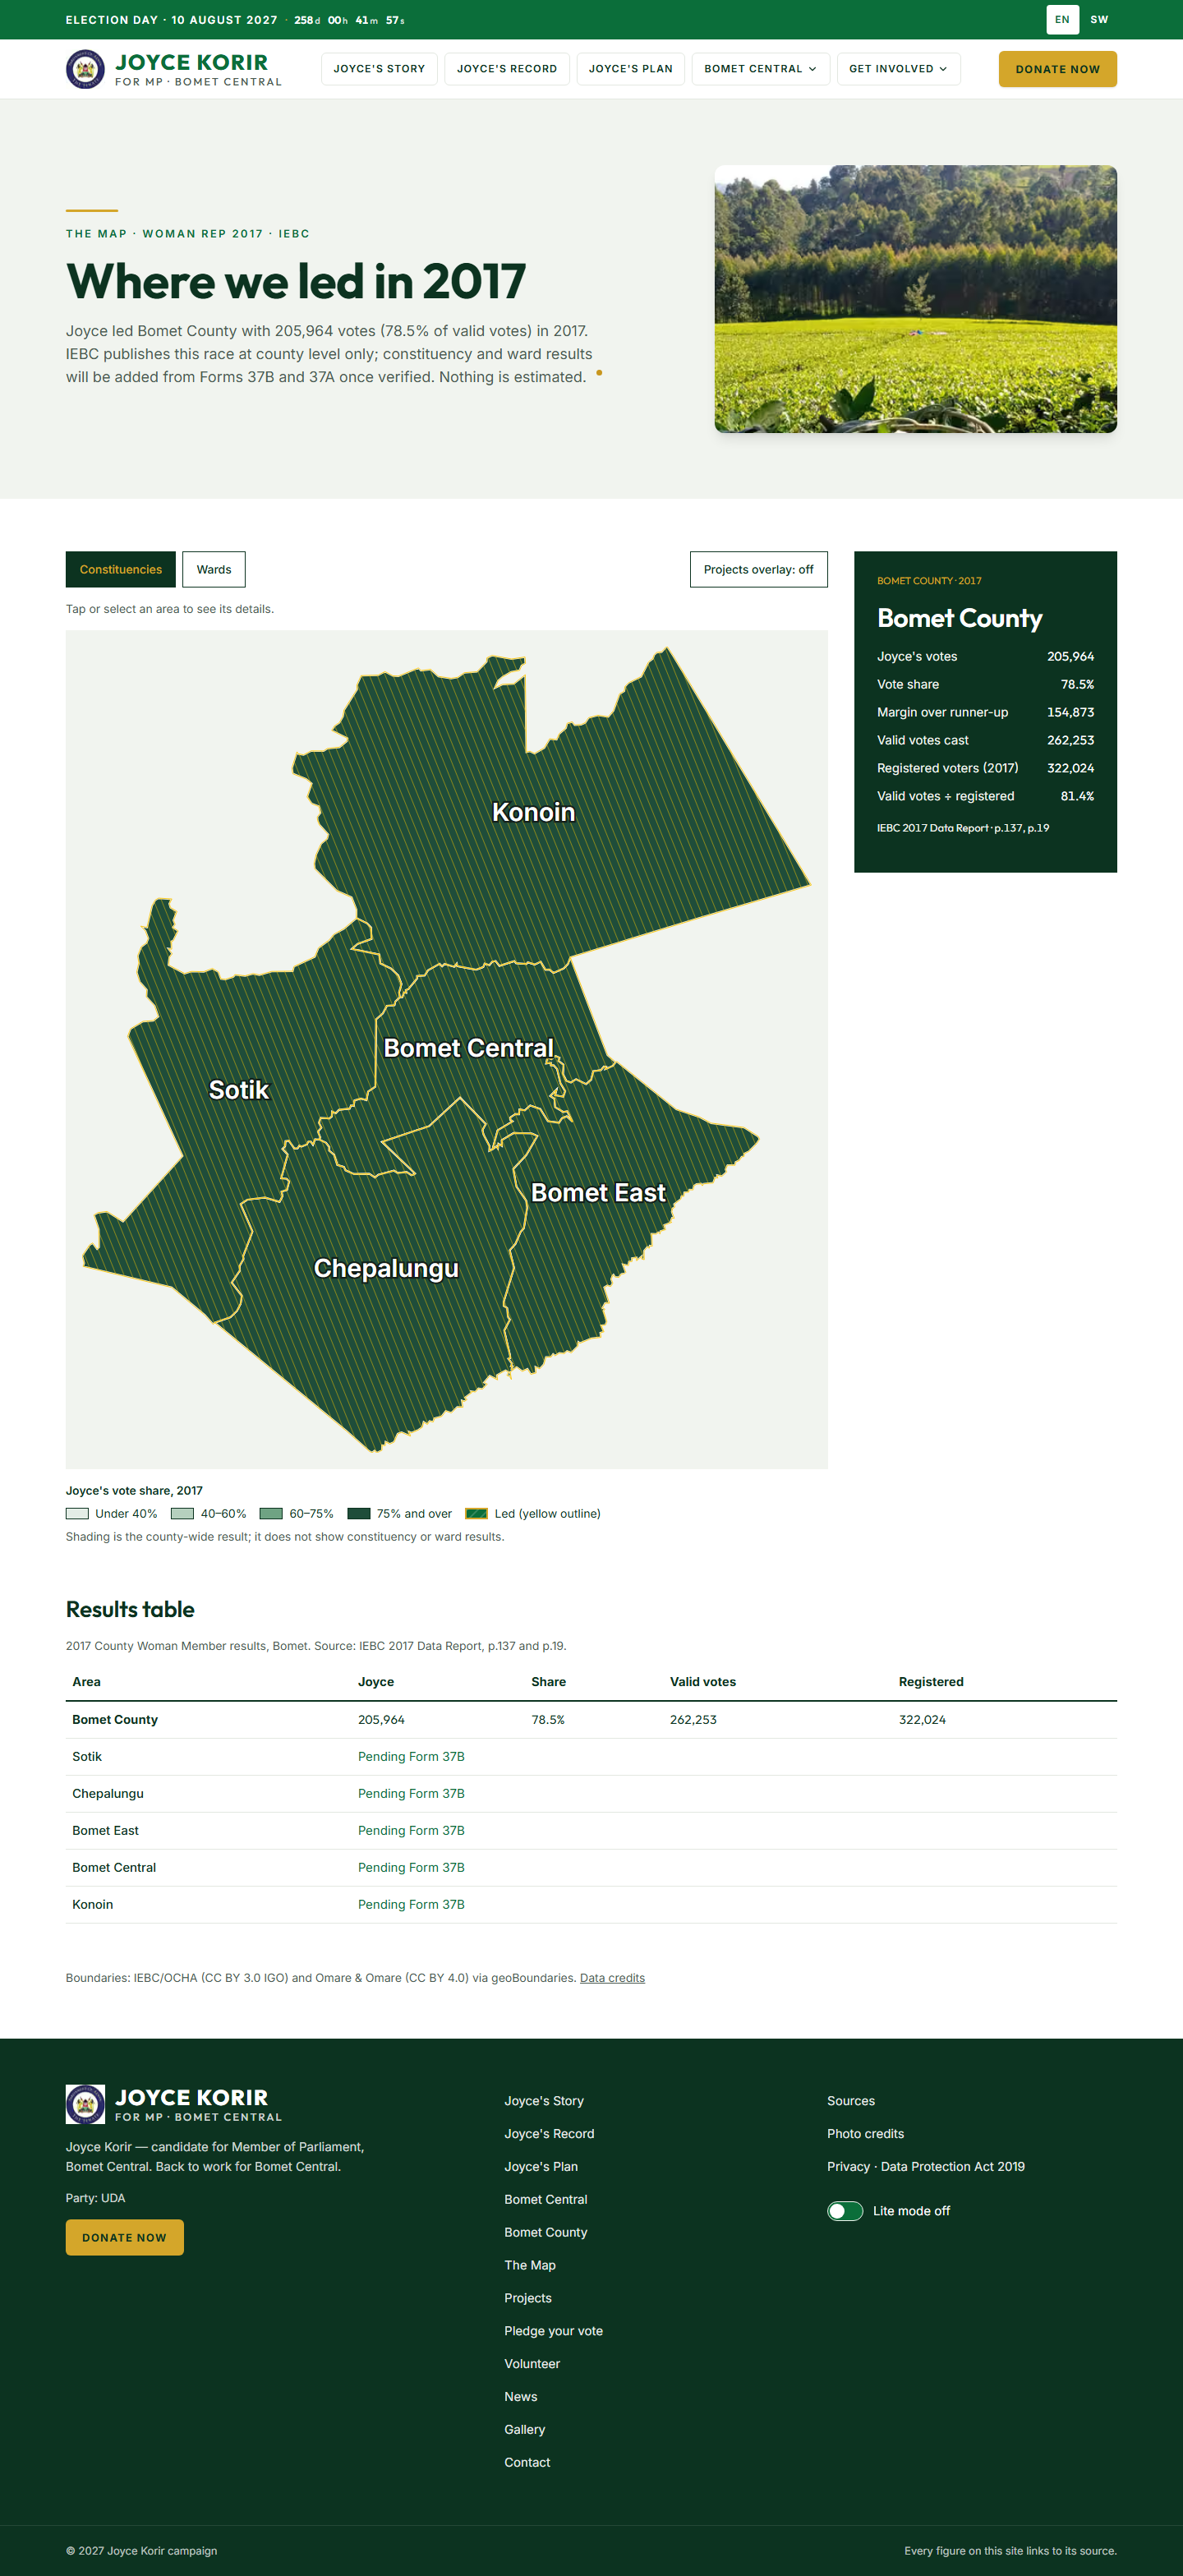 ELECTION DAY · 10 AUGUST 2027 · 258d 00h 41m 57s
EN SW
JOYCE KORIR
FOR MP · BOMET CENTRAL
JOYCE'S STORY
JOYCE'S RECORD
JOYCE'S PLAN
BOMET CENTRAL
GET INVOLVED
DONATE NOW
THE MAP · WOMAN REP 2017 · IEBC
Where we led in 2017
Joyce led Bomet County with 205,964 votes (78.5% of valid votes) in 2017.
IEBC publishes this race at county level only; constituency and ward results
will be added from Forms 37B and 37A once verified. Nothing is estimated.
Constituencies
Wards
Projects overlay: off
Tap or select an area to see its details.
Konoin
Bomet Central
Sotik
Bomet East
Chepalungu
BOMET COUNTY · 2017
Bomet County
Joyce's votes 205,964
Vote share 78.5%
Margin over runner-up 154,873
Valid votes cast 262,253
Registered voters (2017) 322,024
Valid votes ÷ registered 81.4%
IEBC 2017 Data Report · p.137, p.19
Joyce's vote share, 2017
Under 40% 40–60% 60–75% 75% and over Led (yellow outline)
Shading is the county-wide result; it does not show constituency or ward results.
Results table
2017 County Woman Member results, Bomet. Source: IEBC 2017 Data Report, p.137 and p.19.
Area Joyce Share Valid votes Registered
Bomet County 205,964 78.5% 262,253 322,024
Sotik Pending Form 37B
Chepalungu Pending Form 37B
Bomet East Pending Form 37B
Bomet Central Pending Form 37B
Konoin Pending Form 37B
Boundaries: IEBC/OCHA (CC BY 3.0 IGO) and Omare & Omare (CC BY 4.0) via geoBoundaries. Data credits
JOYCE KORIR
FOR MP · BOMET CENTRAL
Joyce Korir — candidate for Member of Parliament,
Bomet Central. Back to work for Bomet Central.
Party: UDA
DONATE NOW
Joyce's Story
Joyce's Record
Joyce's Plan
Bomet Central
Bomet County
The Map
Projects
Pledge your vote
Volunteer
News
Gallery
Contact
Sources
Photo credits
Privacy · Data Protection Act 2019
Lite mode off
© 2027 Joyce Korir campaign
Every figure on this site links to its source.